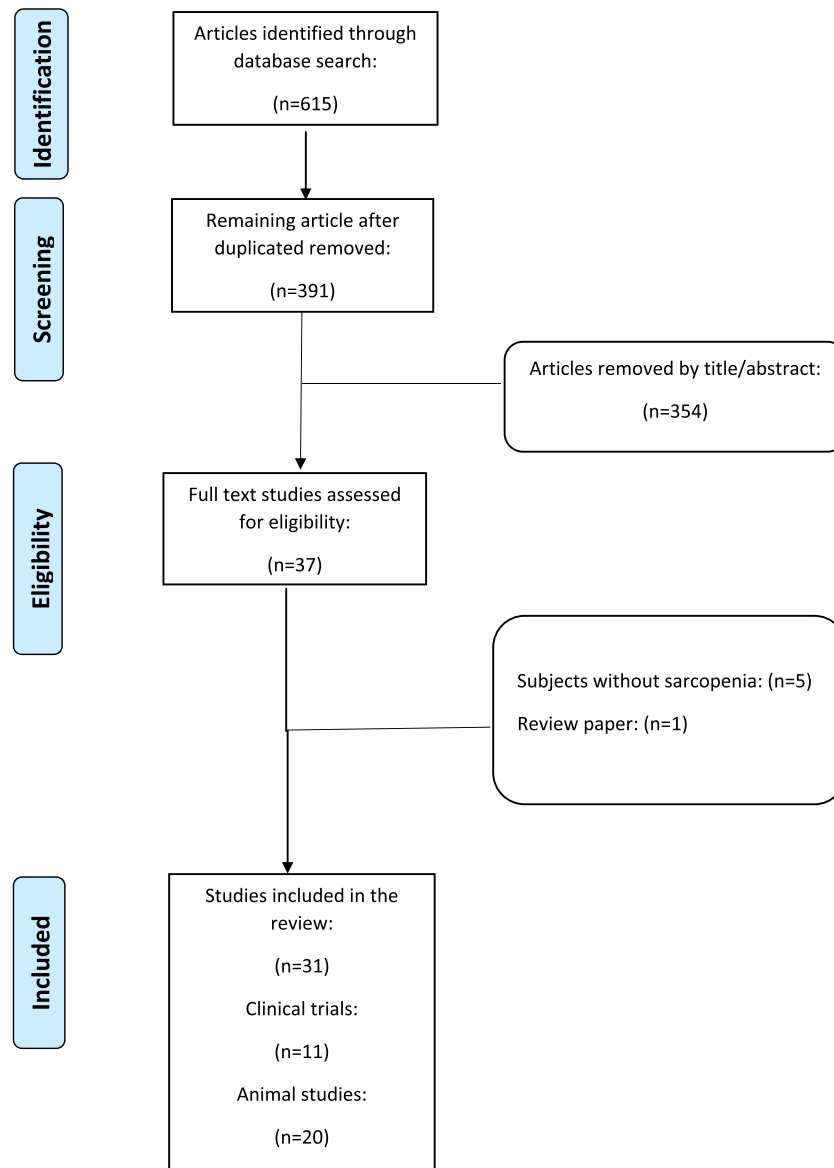 Identification
Articles identified through
database search:
(n=615)
Screening
Remaining article after
duplicated removed:
(n=391)
Articles removed by title/abstract:
(n=354)
Eligibility
Full text studies assessed
for eligibility:
(n=37)
Subjects without sarcopenia: (n=5)
Review paper: (n=1)
Included
Studies included in the
review:
(n=31)
Clinical trials:
(n=11)
Animal studies:
(n=20)